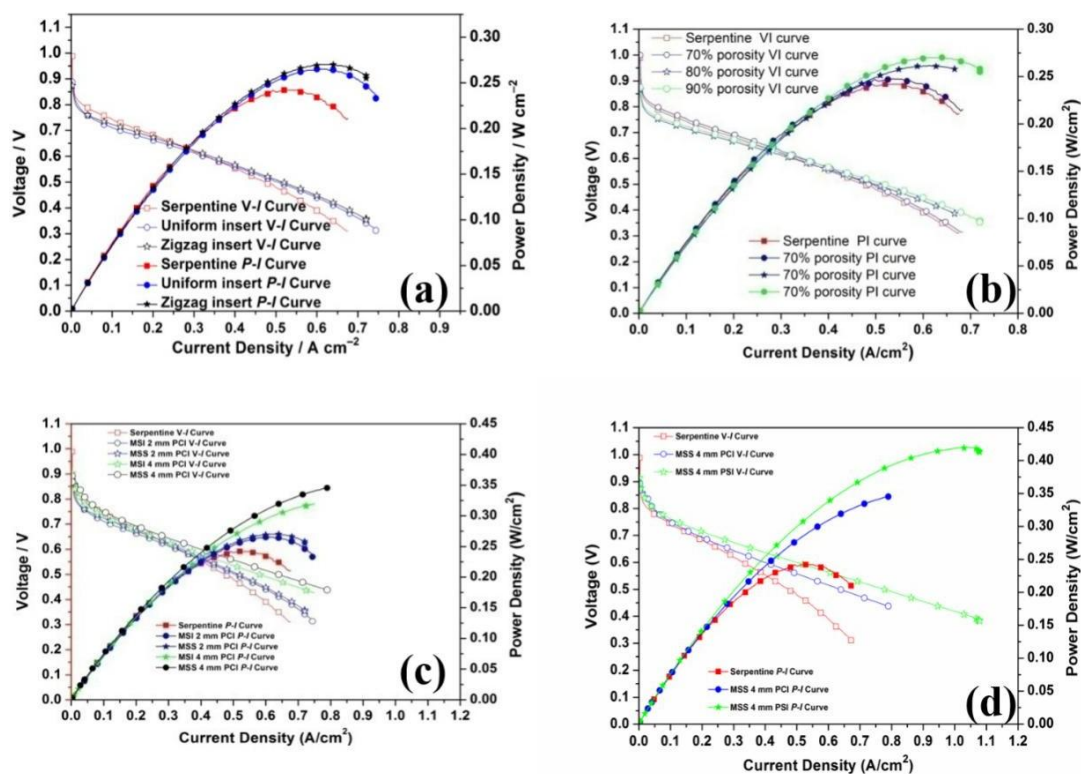 1.1
1.0
0.9
0.8
0.7
0.6
0.5
0.4
0.3
0.2
0.1
0.0
Voltage / V
0.30
0.25
0.20
0.15
0.10
0.05
0.00
Power Density / W cm⁻²
Serpentine V-I Curve
Uniform insert V-I Curve
Zigzag insert V-I Curve
Serpentine P-I Curve
Uniform insert P-I Curve
Zigzag insert P-I Curve
(a)
0.0 0.1 0.2 0.3 0.4 0.5 0.6 0.7 0.8 0.9
Current Density / A cm⁻²
1.1
1.0
0.9
0.8
0.7
0.6
0.5
0.4
0.3
0.2
0.1
0.0
Voltage (V)
0.30
0.25
0.20
0.15
0.10
0.05
0.00
Power Density (W/cm²)
Serpentine VI curve
70% porosity VI curve
80% porosity VI curve
90% porosity VI curve
Serpentine PI curve
70% porosity PI curve
70% porosity PI curve
70% porosity PI curve
(b)
0.0 0.1 0.2 0.3 0.4 0.5 0.6 0.7 0.8
Current Density (A/cm²)
1.1
1.0
0.9
0.8
0.7
0.6
0.5
0.4
0.3
0.2
0.1
0.0
Voltage / V
0.45
0.40
0.35
0.30
0.25
0.20
0.15
0.10
0.05
0.00
Power Density (W/cm²)
Serpentine V-I Curve
MSI 2 mm PCI V-I Curve
MSS 2 mm PCI V-I Curve
MSI 4 mm PCI V-I Curve
MSS 4 mm PCI V-I Curve
Serpentine P-I Curve
MSI 2 mm PCI P-I Curve
MSS 2 mm PCI P-I Curve
MSI 4 mm PCI P-I Curve
MSS 4 mm PCI P-I Curve
(c)
0.0 0.1 0.2 0.3 0.4 0.5 0.6 0.7 0.8 0.9 1.0 1.1 1.2
Current Density (A/cm²)
1.1
1.0
0.9
0.8
0.7
0.6
0.5
0.4
0.3
0.2
0.1
0.0
Voltage (V)
0.45
0.40
0.35
0.30
0.25
0.20
0.15
0.10
0.05
0.00
Power Density (W/cm²)
Serpentine V-I Curve
MSS 4 mm PCI V-I Curve
MSS 4 mm PSI V-I Curve
Serpentine P-I Curve
MSS 4 mm PCI P-I Curve
MSS 4 mm PSI P-I Curve
(d)
0.0 0.1 0.2 0.3 0.4 0.5 0.6 0.7 0.8 0.9 1.0 1.1 1.2
Current Density (A/cm²)